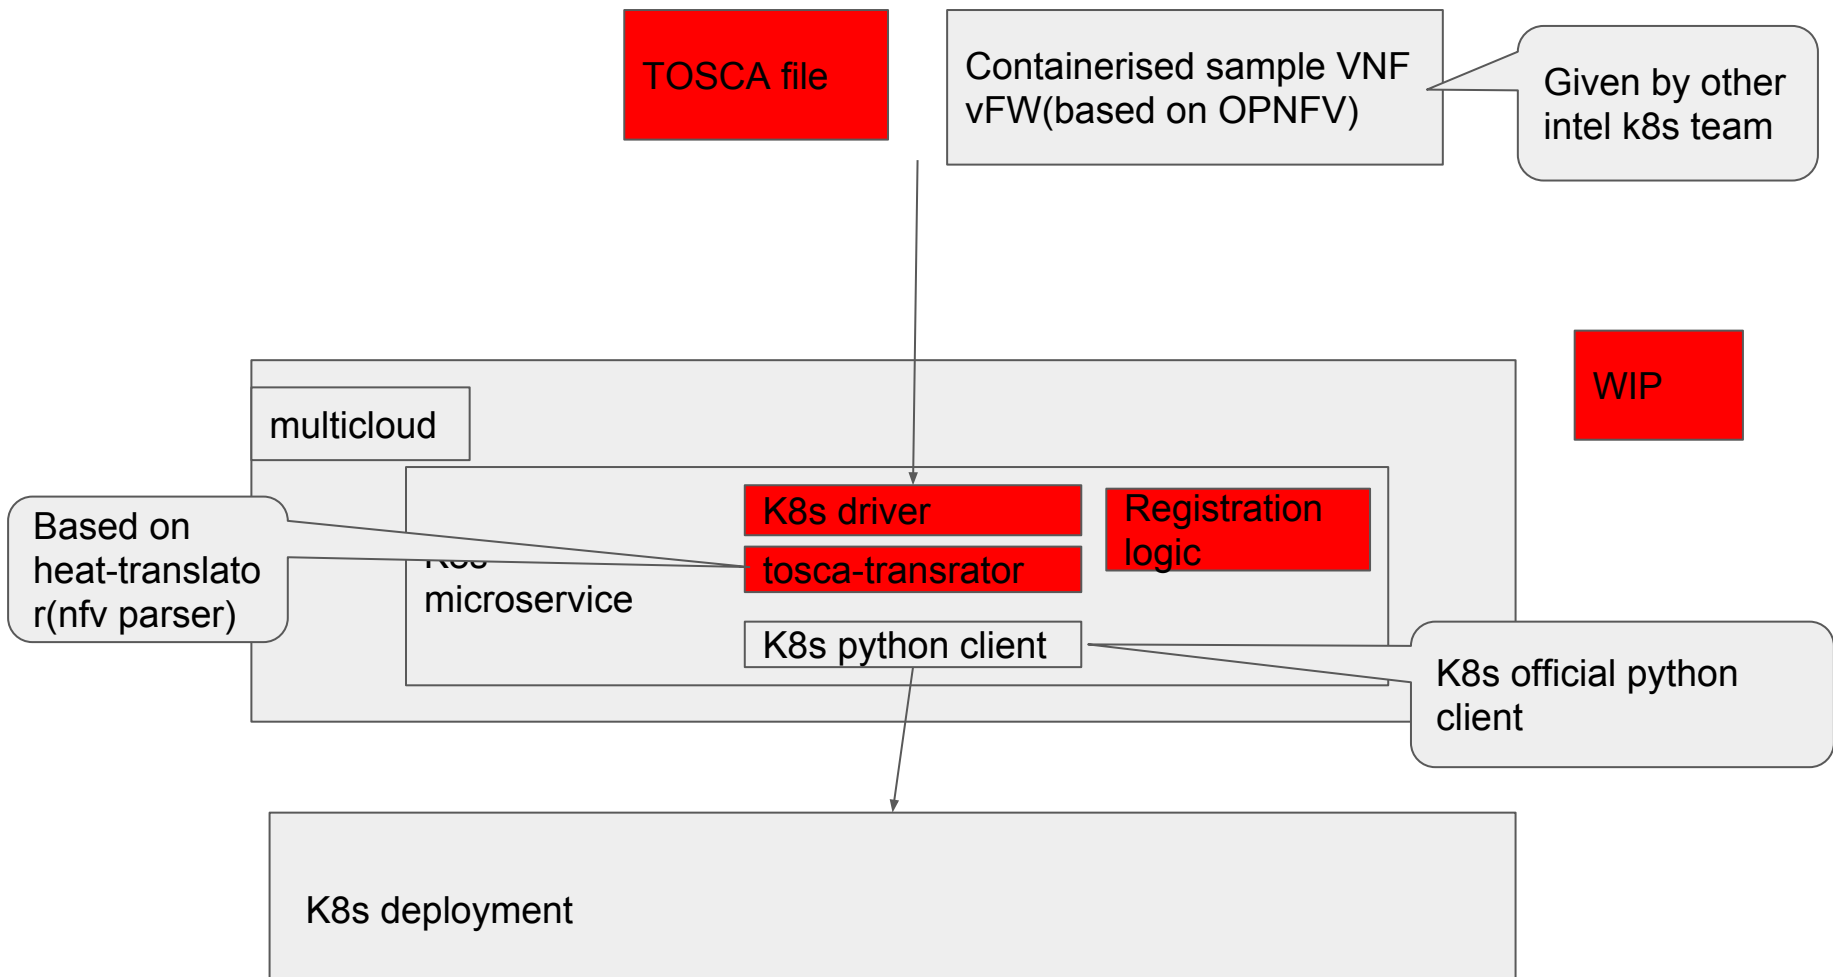 TOSCA file
Containerised sample VNF
vFW(based on OPNFV)
Given by other
intel k8s team
WIP
multicloud
K8s driver
Registration
logic
Based on
heat-translato
r(nfv parser)
tosca-transrator
microservice
K8s python client
K8s official python
client
K8s deployment